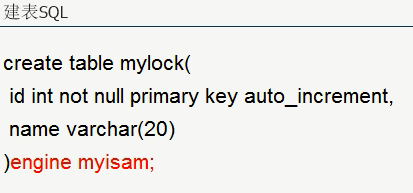 建表SQL
create table mylock(
id int not null primary key auto_increment,
name varchar(20)
)engine myisam;